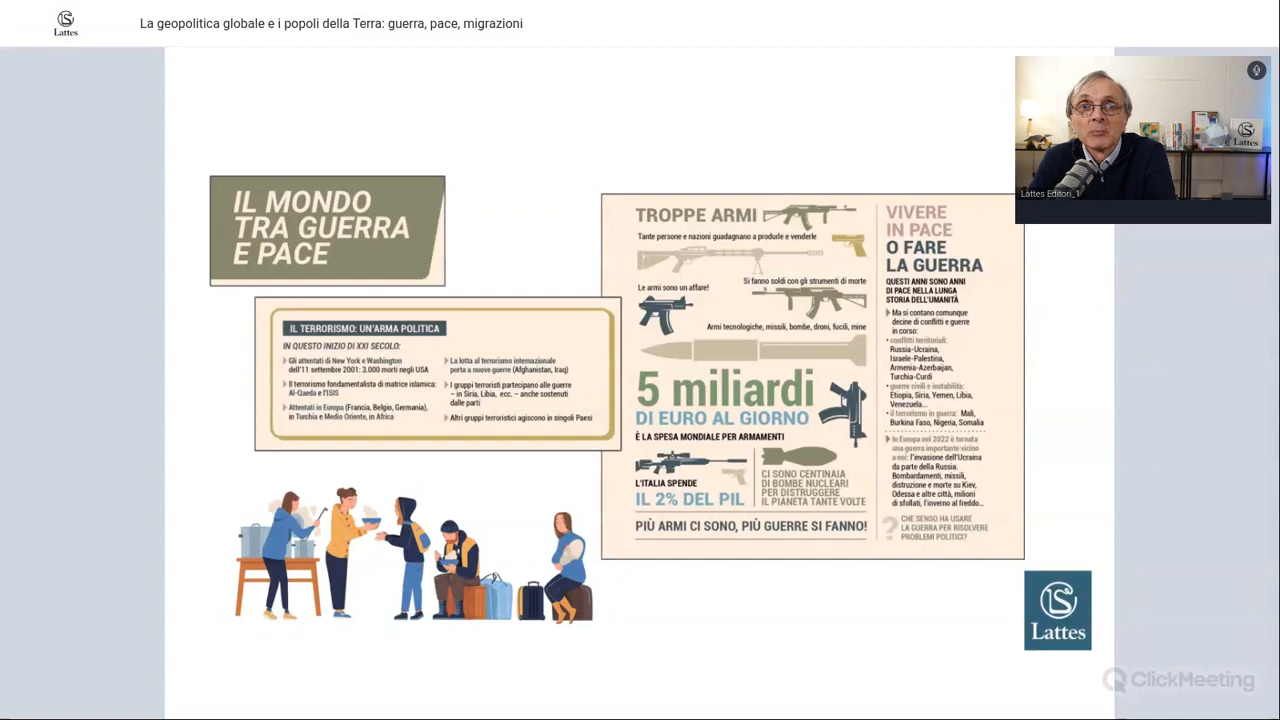 LS
Lattes
La geopolitica globale e i popoli della Terra: guerra, pace, migrazioni
LS
Lattes
Lattes Editori_1
IL MONDO
TRA GUERRA
E PACE
IL TERRORISMO: UN'ARMA POLITICA
IN QUESTO INIZIO DI XXI SECOLO:
Gli attentati di New York e Washington
dell'11 settembre 2001: 3.000 morti negli USA
Il terrorismo fondamentalista di matrice islamica:
Al-Qaeda e l'ISIS
Attentati in Europa (Francia, Belgio, Germania),
in Turchia e Medio Oriente, in Africa
La lotta al terrorismo internazionale
porta a nuove guerre (Afghanistan, Iraq)
I gruppi terroristi partecipano alle guerre
– in Siria, Libia, ecc. – anche sostenuti
dalle parti
Altri gruppi terroristici agiscono in singoli Paesi
TROPPE ARMI
Tante persone e nazioni guadagnano a produrle e venderle
Si fanno soldi con gli strumenti di morte
Le armi sono un affare!
Armi tecnologiche, missili, bombe, droni, fucili, mine
5 miliardi
DI EURO AL GIORNO
È LA SPESA MONDIALE PER ARMAMENTI
L'ITALIA SPENDE
IL 2% DEL PIL
CI SONO CENTINAIA
DI BOMBE NUCLEARI
PER DISTRUGGERE
IL PIANETA TANTE VOLTE
PIÙ ARMI CI SONO, PIÙ GUERRE SI FANNO!
VIVERE
IN PACE
O FARE
LA GUERRA
QUESTI ANNI SONO ANNI
DI PACE NELLA LUNGA
STORIA DELL'UMANITÀ
Ma si contano comunque
decine di conflitti e guerre
in corso:
• conflitti territoriali:
Russia-Ucraina,
Israele-Palestina,
Armenia-Azerbaijan,
Turchia-Curdi
• guerre civili e instabilità:
Etiopia, Siria, Yemen, Libia,
Venezuela...
• il terrorismo in guerra: Mali,
Burkina Faso, Nigeria, Somalia
In Europa nel 2022 è tornata
una guerra importante vicino
a noi: l'invasione dell'Ucraina
da parte della Russia.
Bombardamenti, missili,
distruzione e morte su Kiev,
Odessa e altre città, milioni
di sfollati, l'inverno al freddo...
? CHE SENSO HA USARE
LA GUERRA PER RISOLVERE
PROBLEMI POLITICI?
LS
Lattes
ClickMeeting